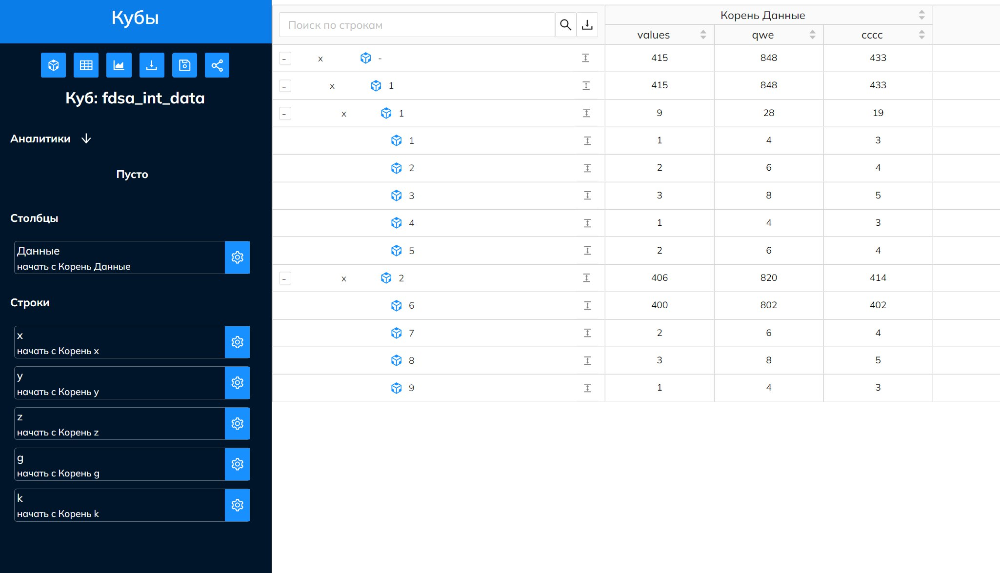 Кубы
Куб: fdsa_int_data
Аналитики
Пусто
Столбцы
Данные
начать с Корень Данные
Строки
x
начать с Корень x
y
начать с Корень y
z
начать с Корень z
g
начать с Корень g
k
начать с Корень k
Поиск по строкам
Корень Данные
values qwe cccc
- x - 415 848 433
- x 1 415 848 433
- x 1 9 28 19
1 1 4 3
2 2 6 4
3 3 8 5
4 1 4 3
5 2 6 4
- x 2 406 820 414
6 400 802 402
7 2 6 4
8 3 8 5
9 1 4 3